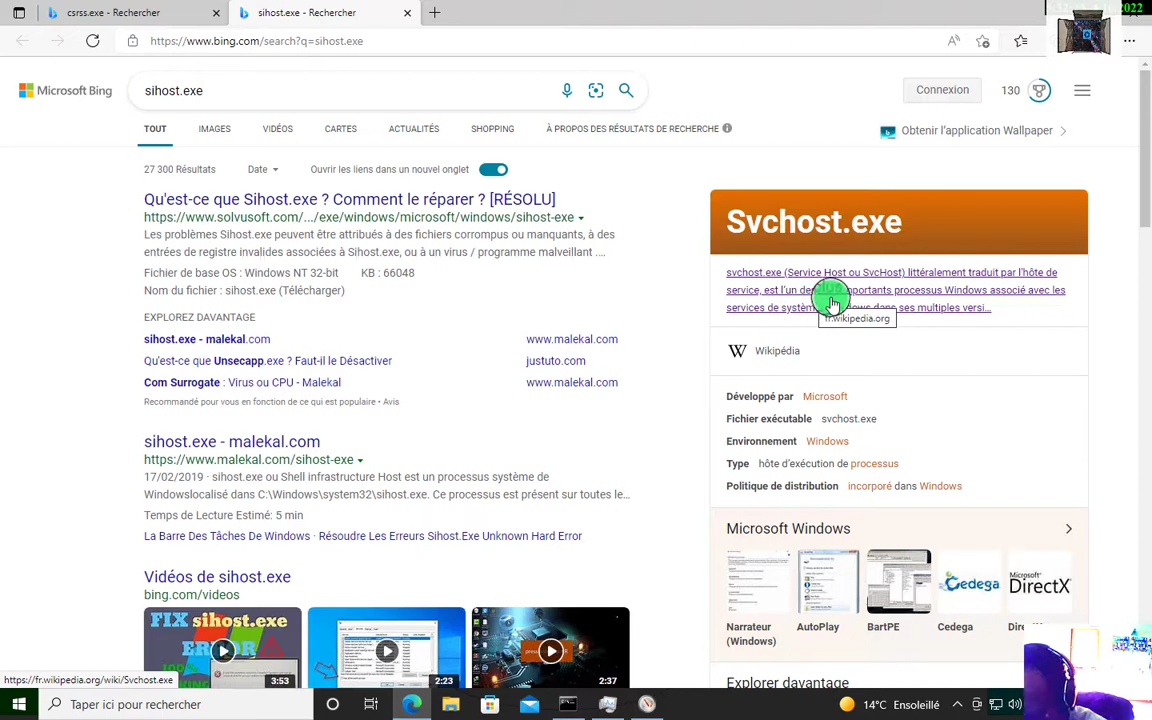 csrss.exe - Rechercher
sihost.exe - Rechercher
2022
https://www.bing.com/search?q=sihost.exe
Microsoft Bing
sihost.exe
Connexion
130
TOUT
IMAGES
VIDÉOS
CARTES
ACTUALITÉS
SHOPPING
À PROPOS DES RÉSULTATS DE RECHERCHE
Obtenir l'application Wallpaper
27 300 Résultats
Date
Ouvrir les liens dans un nouvel onglet
Qu'est-ce que Sihost.exe ? Comment le réparer ? [RÉSOLU]
https://www.solvusoft.com/.../exe/windows/microsoft/windows/sihost-exe
Les problèmes Sihost.exe peuvent être attribués à des fichiers corrompus ou manquants, à des
entrées de registre invalides associées à Sihost.exe, ou à un virus / programme malveillant ....
Fichier de base OS : Windows NT 32-bit KB : 66048
Nom du fichier : sihost.exe (Télécharger)
EXPLOREZ DAVANTAGE
sihost.exe - malekal.com www.malekal.com
Qu'est-ce que Unsecapp.exe ? Faut-il le Désactiver justuto.com
Com Surrogate : Virus ou CPU - Malekal www.malekal.com
Recommandé pour vous en fonction de ce qui est populaire • Avis
sihost.exe - malekal.com
https://www.malekal.com/sihost-exe
17/02/2019 · sihost.exe ou Shell infrastructure Host est un processus système de
Windowslocalisé dans C:\Windows\system32\sihost.exe. Ce processus est présent sur toutes le...
Temps de Lecture Estimé: 5 min
La Barre Des Tâches De Windows · Résoudre Les Erreurs Sihost.Exe Unknown Hard Error
Vidéos de sihost.exe
bing.com/videos
FIX sihost.exe
ERROR
100%
3:53
2:23
2:37
Svchost.exe
svchost.exe (Service Host ou SvcHost) littéralement traduit par l'hôte de
service, est l'un des plus importants processus Windows associé avec les
services de systèm dans ses multiples versi...
fr.wikipedia.org
Wikipédia
Développé par Microsoft
Fichier exécutable svchost.exe
Environnement Windows
Type hôte d'exécution de processus
Politique de distribution incorporé dans Windows
Microsoft Windows
Microsoft DirectX
Cedega
Narrateur (Windows)
AutoPlay
BartPE
Cedega
Explorer davantage
https://fr.wikipedia.org/wiki/Svchost.exe
Taper ici pour rechercher
14°C Ensoleillé